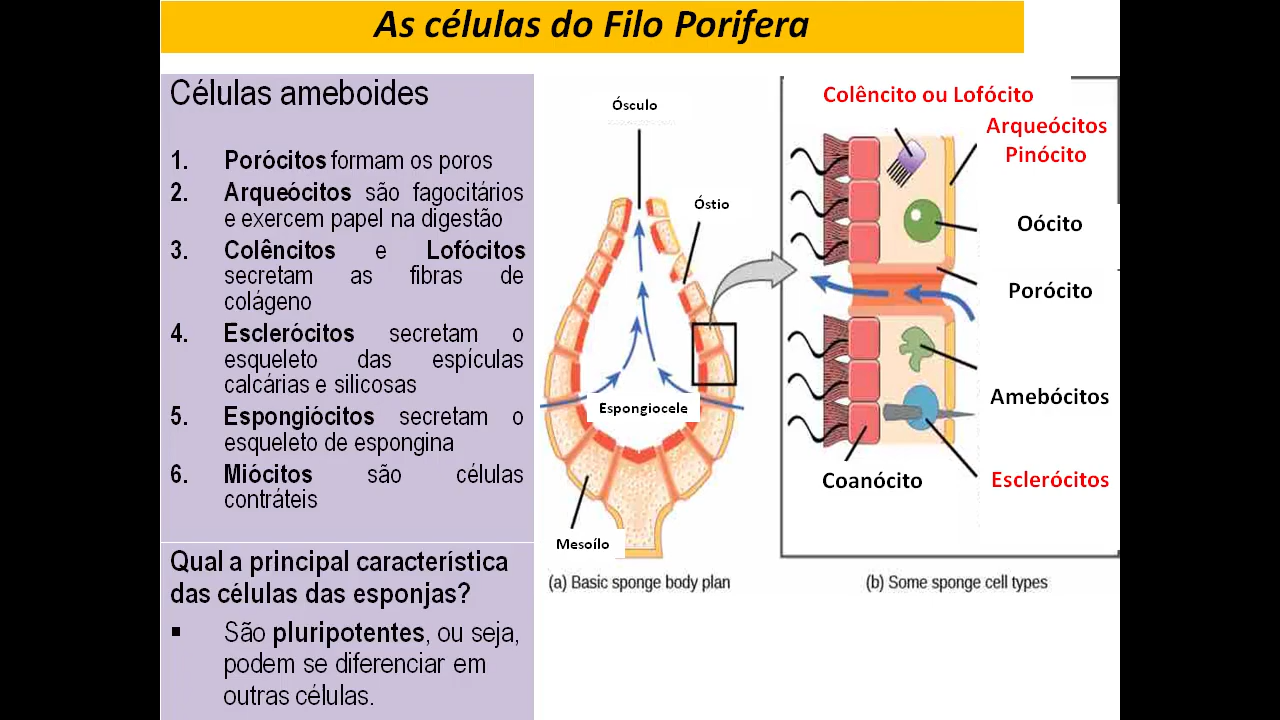 As células do Filo Porifera
Células ameboides
1. Porócitos formam os poros
2. Arqueócitos são fagocitários
e exercem papel na digestão
3. Colêncitos e Lofócitos
secretam as fibras de
colágeno
4. Esclerócitos secretam o
esqueleto das espículas
calcárias e silicosas
5. Espongiócitos secretam o
esqueleto de espongina
6. Miócitos são células
contráteis
Qual a principal característica
das células das esponjas?
▪ São pluripotentes, ou seja,
podem se diferenciar em
outras células.
Ósculo
Óstio
Espongiocele
Mesoílo
(a) Basic sponge body plan
Colêncito ou Lofócito
Arqueócitos
Pinócito
Oócito
Porócito
Amebócitos
Coanócito
Esclerócitos
(b) Some sponge cell types